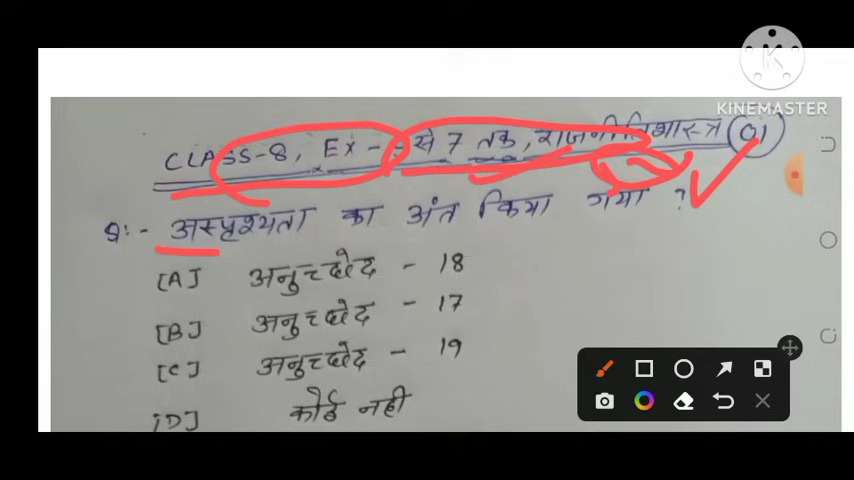 KINEMASTER
CLASS-8, Ex - से 7 तक, राजनीतिशास्त्र 01
Q:- अस्पृश्यता का अंत किया गया ?
[A] अनुच्छेद - 18
[B] अनुच्छेद - 17
[C] अनुच्छेद - 19
[D] कोई नही